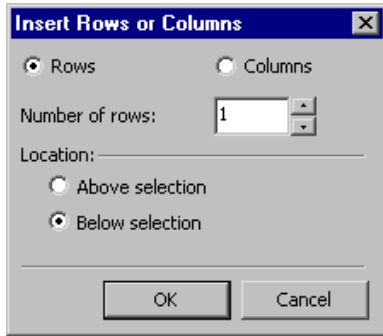 Insert Rows or Columns
Rows Columns
Number of rows: 1
Location:
Above selection
Below selection
OK Cancel